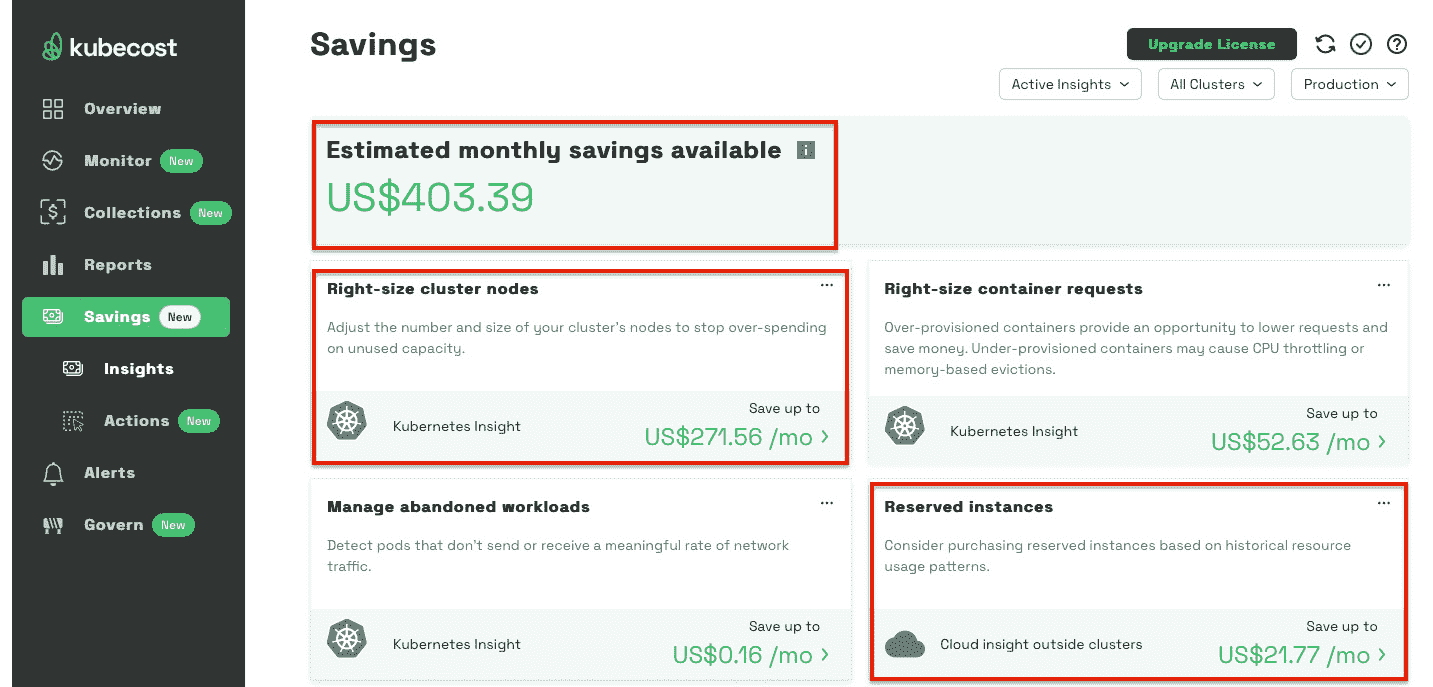 kubecost
Overview
Monitor New
Collections New
Reports
Savings New
Insights
Actions New
Alerts
Govern New
Savings
Upgrade License
Active Insights
All Clusters
Production
Estimated monthly savings available
US$403.39
Right-size cluster nodes
Adjust the number and size of your cluster's nodes to stop over-spending
on unused capacity.
Kubernetes Insight
Save up to
US$271.56 /mo
Right-size container requests
Over-provisioned containers provide an opportunity to lower requests and
save money. Under-provisioned containers may cause CPU throttling or
memory-based evictions.
Kubernetes Insight
Save up to
US$52.63 /mo
Manage abandoned workloads
Detect pods that don't send or receive a meaningful rate of network
traffic.
Kubernetes Insight
Save up to
US$0.16 /mo
Reserved instances
Consider purchasing reserved instances based on historical resource
usage patterns.
Cloud insight outside clusters
Save up to
US$21.77 /mo